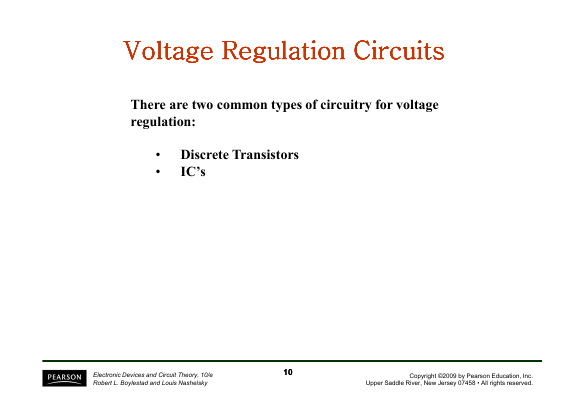 Voltage Regulation Circuits
There are two common types of circuitry for voltage
regulation:
• Discrete Transistors
• IC's
PEARSON
Electronic Devices and Circuit Theory, 10/e
Robert L. Boylestad and Louis Nashelsky
10
Copyright ©2009 by Pearson Education, Inc.
Upper Saddle River, New Jersey 07458 • All rights reserved.